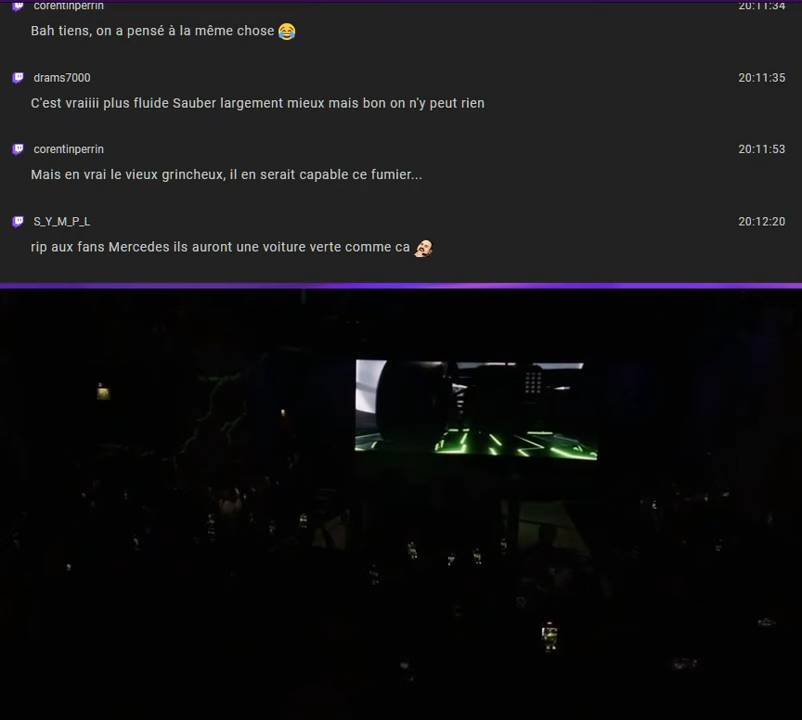 corentinperrin 20:11:34
Bah tiens, on a pensé à la même chose 😂
drams7000 20:11:35
C'est vraiiii plus fluide Sauber largement mieux mais bon on n'y peut rien
corentinperrin 20:11:53
Mais en vrai le vieux grincheux, il en serait capable ce fumier...
S_Y_M_P_L 20:12:20
rip aux fans Mercedes ils auront une voiture verte comme ca